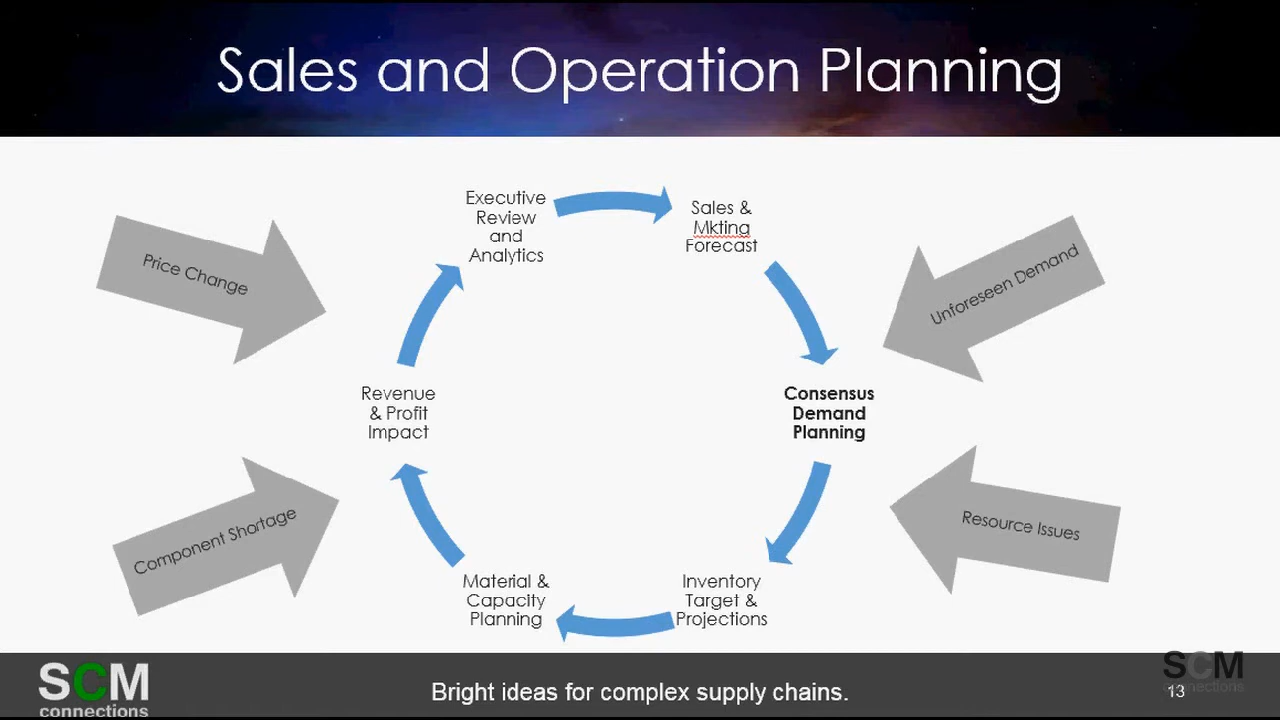 Sales and Operation Planning
Executive
Review
and
Analytics
Sales &
Mkting
Forecast
Price Change
Unforeseen Demand
Revenue
& Profit
Impact
Consensus
Demand
Planning
Component Shortage
Resource Issues
Material &
Capacity
Planning
Inventory
Target &
Projections
SCM
connections
Bright ideas for complex supply chains.
SCM
connections
13